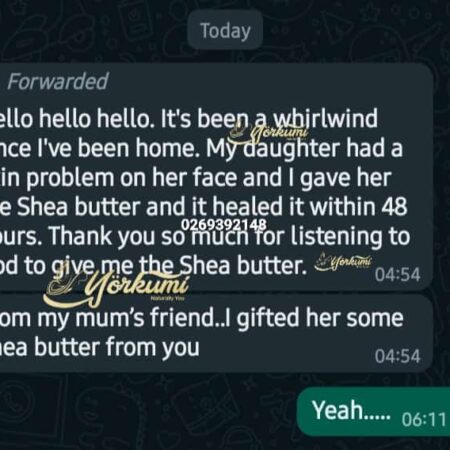 Today
Forwarded
ello hello hello. It's been a whirlwind
nce I've been home. My daughter had a
in problem on her face and I gave her
e Shea butter and it healed it within 48
ours. Thank you so much for listening to
od to give me the Shea butter.
04:54
om my mum's friend..I gifted her some
ea butter from you
04:54
Yeah..... 06:11
Yörkumi
0269392148
Yörkumi
Yörkumi
Naturally You